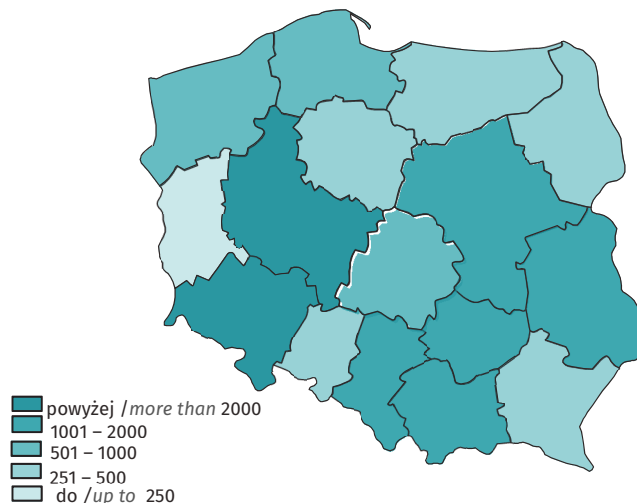 powyżej /more than 2000
1001 – 2000
501 – 1000
251 – 500
do /up to 250